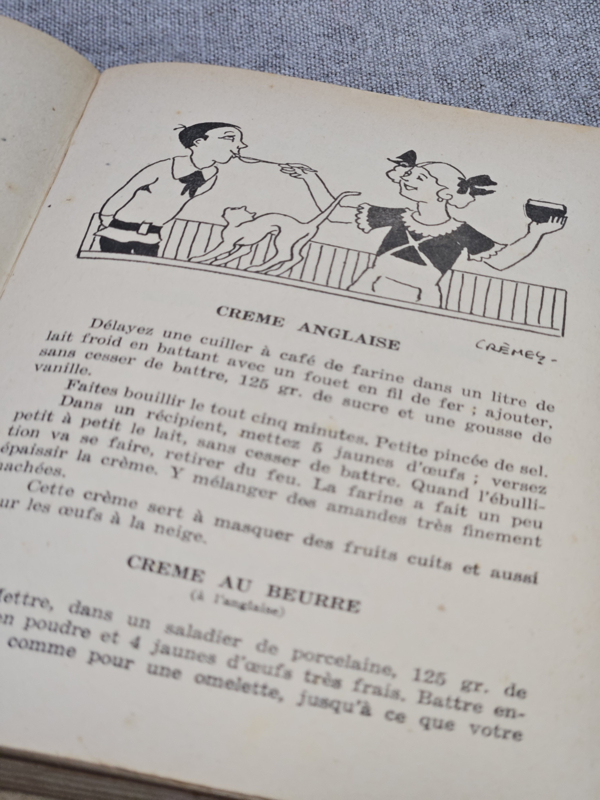 CRÈMES -
CREME ANGLAISE
Délayez une cuiller à café de farine dans un litre de
lait froid en battant avec un fouet en fil de fer ; ajouter,
sans cesser de battre, 125 gr. de sucre et une gousse de
vanille.
Faites bouillir le tout cinq minutes. Petite pincée de sel.
Dans un récipient, mettez 5 jaunes d'œufs ; versez
petit à petit le lait, sans cesser de battre. Quand l'ébulli-
tion va se faire, retirer du feu. La farine a fait un peu
épaissir la crème. Y mélanger des amandes très finement
hachées.
Cette crème sert à masquer des fruits cuits et aussi
ur les œufs à la neige.
CREME AU BEURRE
(à l'anglaise)
Mettre, dans un saladier de porcelaine, 125 gr. de
en poudre et 4 jaunes d'œufs très frais. Battre en-
comme pour une omelette, jusqu'à ce que votre